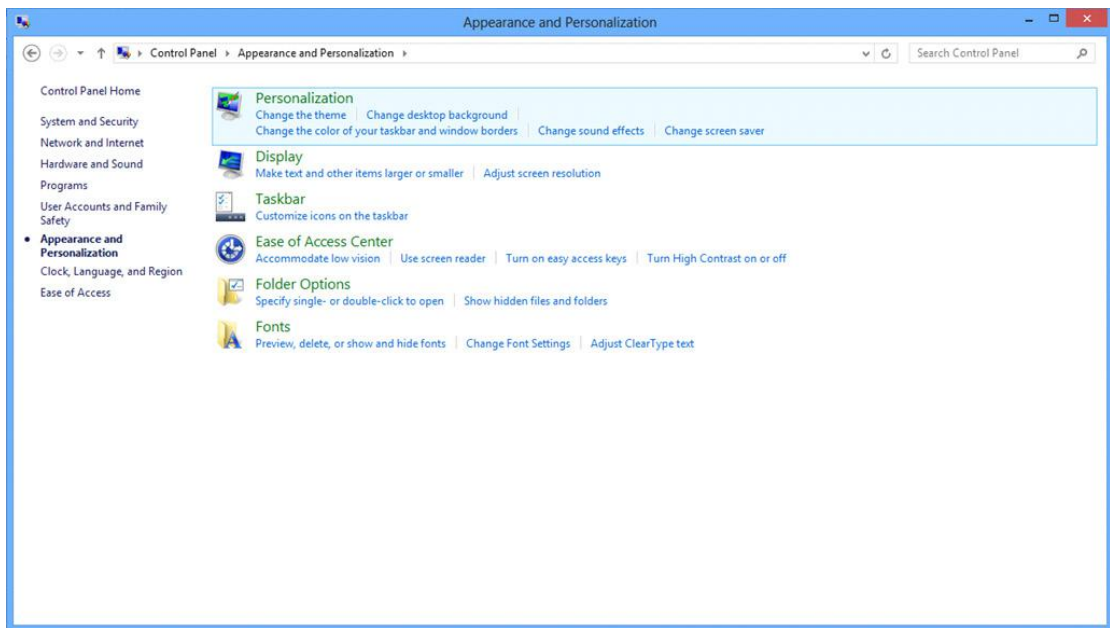 Appearance and Personalization
Control Panel Appearance and Personalization
Search Control Panel
Control Panel Home
System and Security
Network and Internet
Hardware and Sound
Programs
User Accounts and Family
Safety
Appearance and
Personalization
Clock, Language, and Region
Ease of Access
Personalization
Change the theme Change desktop background
Change the color of your taskbar and window borders Change sound effects Change screen saver
Display
Make text and other items larger or smaller Adjust screen resolution
Taskbar
Customize icons on the taskbar
Ease of Access Center
Accommodate low vision Use screen reader Turn on easy access keys Turn High Contrast on or off
Folder Options
Specify single- or double-click to open Show hidden files and folders
Fonts
Preview, delete, or show and hide fonts Change Font Settings Adjust ClearType text